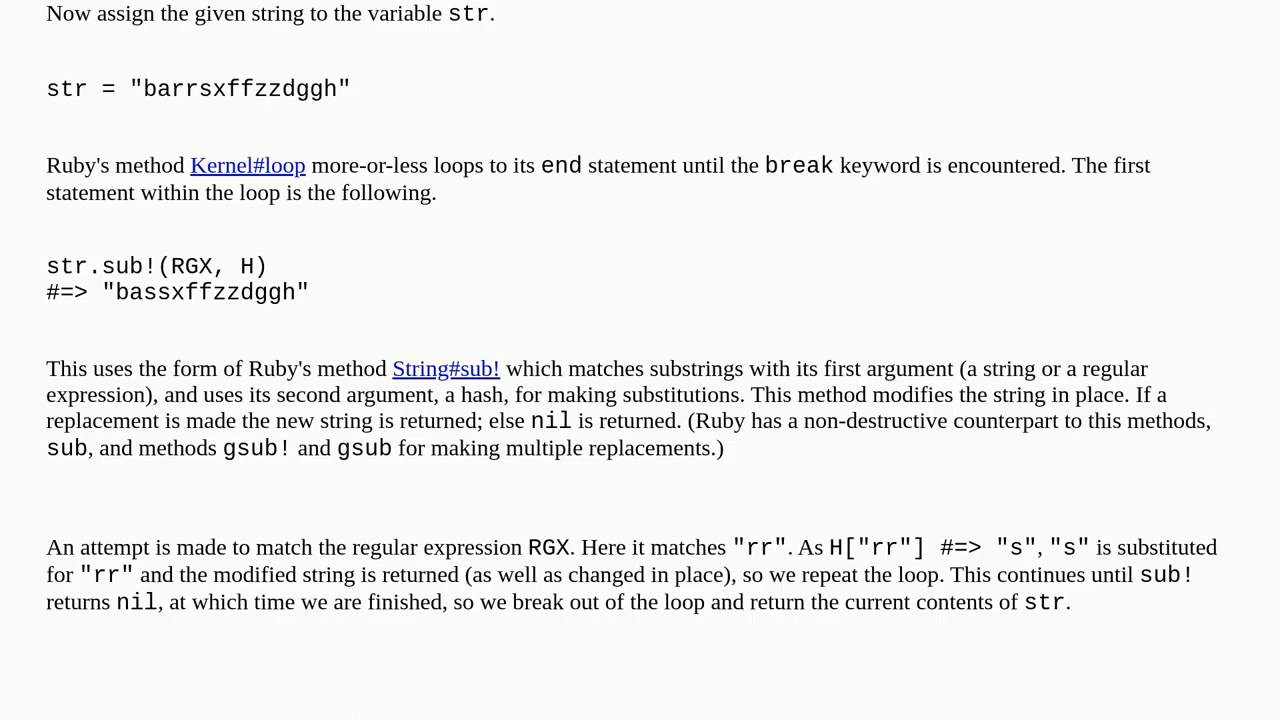 Now assign the given string to the variable str.
str = "barrsxffzzdggh"
Ruby's method Kernel#loop more-or-less loops to its end statement until the break keyword is encountered. The first
statement within the loop is the following.
str.sub!(RGX, H)
#=> "bassxffzzdggh"
This uses the form of Ruby's method String#sub! which matches substrings with its first argument (a string or a regular
expression), and uses its second argument, a hash, for making substitutions. This method modifies the string in place. If a
replacement is made the new string is returned; else nil is returned. (Ruby has a non-destructive counterpart to this methods,
sub, and methods gsub! and gsub for making multiple replacements.)
An attempt is made to match the regular expression RGX. Here it matches "rr". As H["rr"] #=> "s", "s" is substituted
for "rr" and the modified string is returned (as well as changed in place), so we repeat the loop. This continues until sub!
returns nil, at which time we are finished, so we break out of the loop and return the current contents of str.